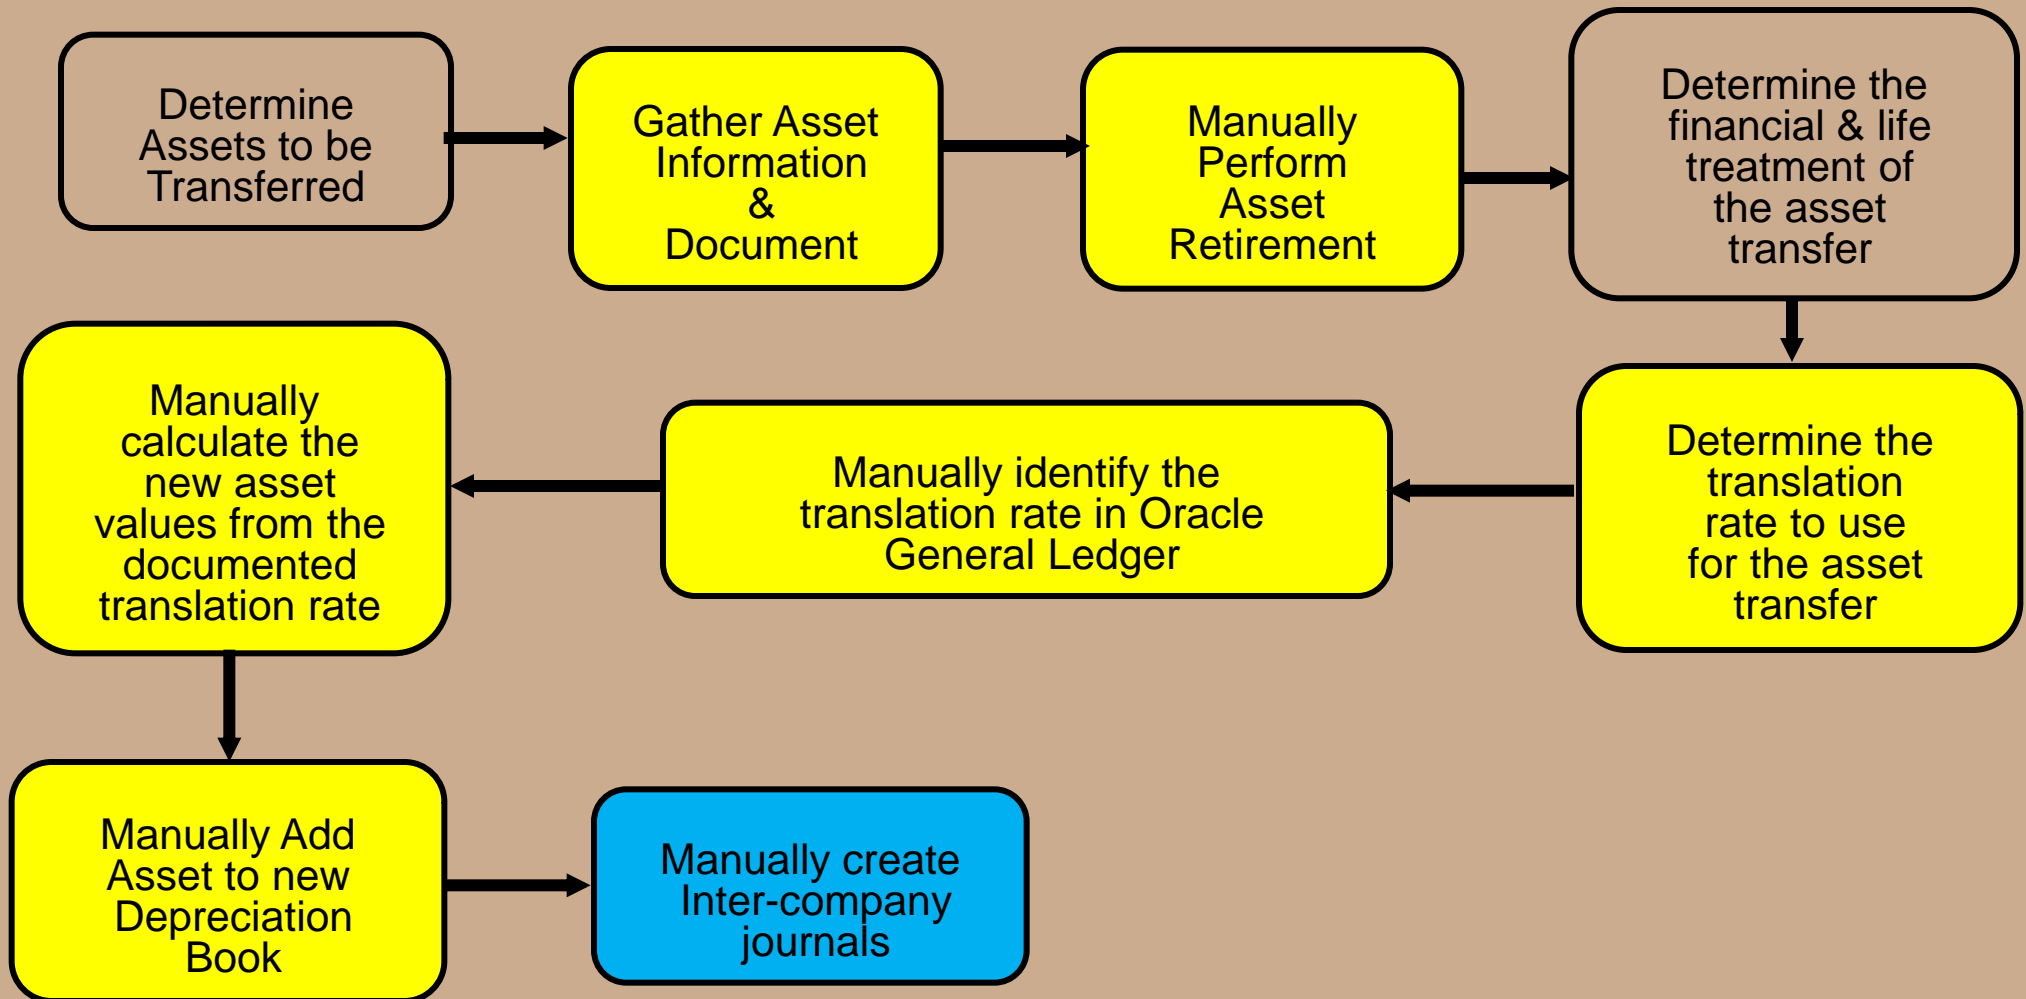 Determine
Assets to be
Transferred
Gather Asset
Information
&
Document
Manually
Perform
Asset
Retirement
Determine the
financial & life
treatment of
the asset
transfer
Determine the
translation
rate to use
for the asset
transfer
Manually identify the
translation rate in Oracle
General Ledger
Manually
calculate the
new asset
values from the
documented
translation rate
Manually Add
Asset to new
Depreciation
Book
Manually create
Inter-company
journals